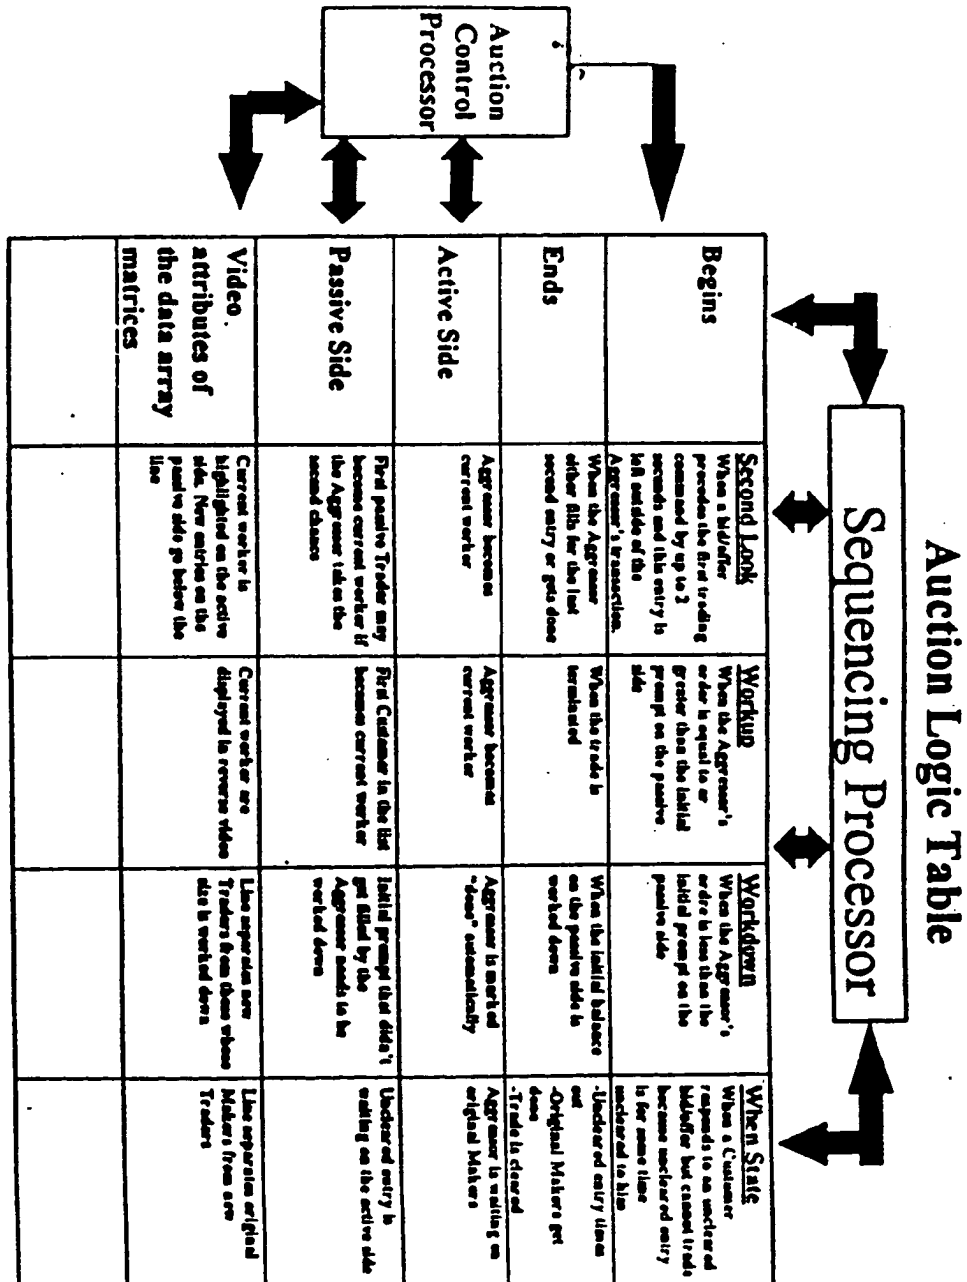 Auction Logic Table
Sequencing Processor
Auction
Control
Processor
Second Look
Workup
Workdown
When State
Begins
When a bid/offer
precedes the first trading
command by up to 2
seconds and this entry is
left outside of the
Aggressor's transaction.
When the Aggressor's
order is equal to or
greater than the initial
prompt on the passive
side
When the Aggressor's
ordre is less than the
initial prompt on the
passive side
When a Customer
responds to an uncleared
bid/offer but cannot trade
because uncleared entry
is for some time
uncleared to him
Ends
When the Aggressor
either fills for the last
second entry or gets done
When the trade is
terminated
When the initial balance
on the passive side is
worked down
-Uncleared entry times
out
-Original Makers get
done
-Trade is cleared
Active Side
Aggressor becomes
current worker
Aggressor becomes
current worker
Aggressor is marked
"done" automatically
Aggressor is waiting on
original Makers
Passive Side
First passive Trader may
become current worker if
the Aggressor takes the
second chance
First Customer in the list
becomes current worker
Initial prompt that didn't
get filled by the
Aggressor needs to be
worked down
Uncleared entry is
waiting on the active side
Video.
attributes of
the data array
matrices
Current worker is
highlighted on the active
side. New entries on the
passive side go below the
line
Current worker are
displayed in reverse video
Line separates new
Traders from those whose
size is worked down
Line separates original
Makers from new
Traders